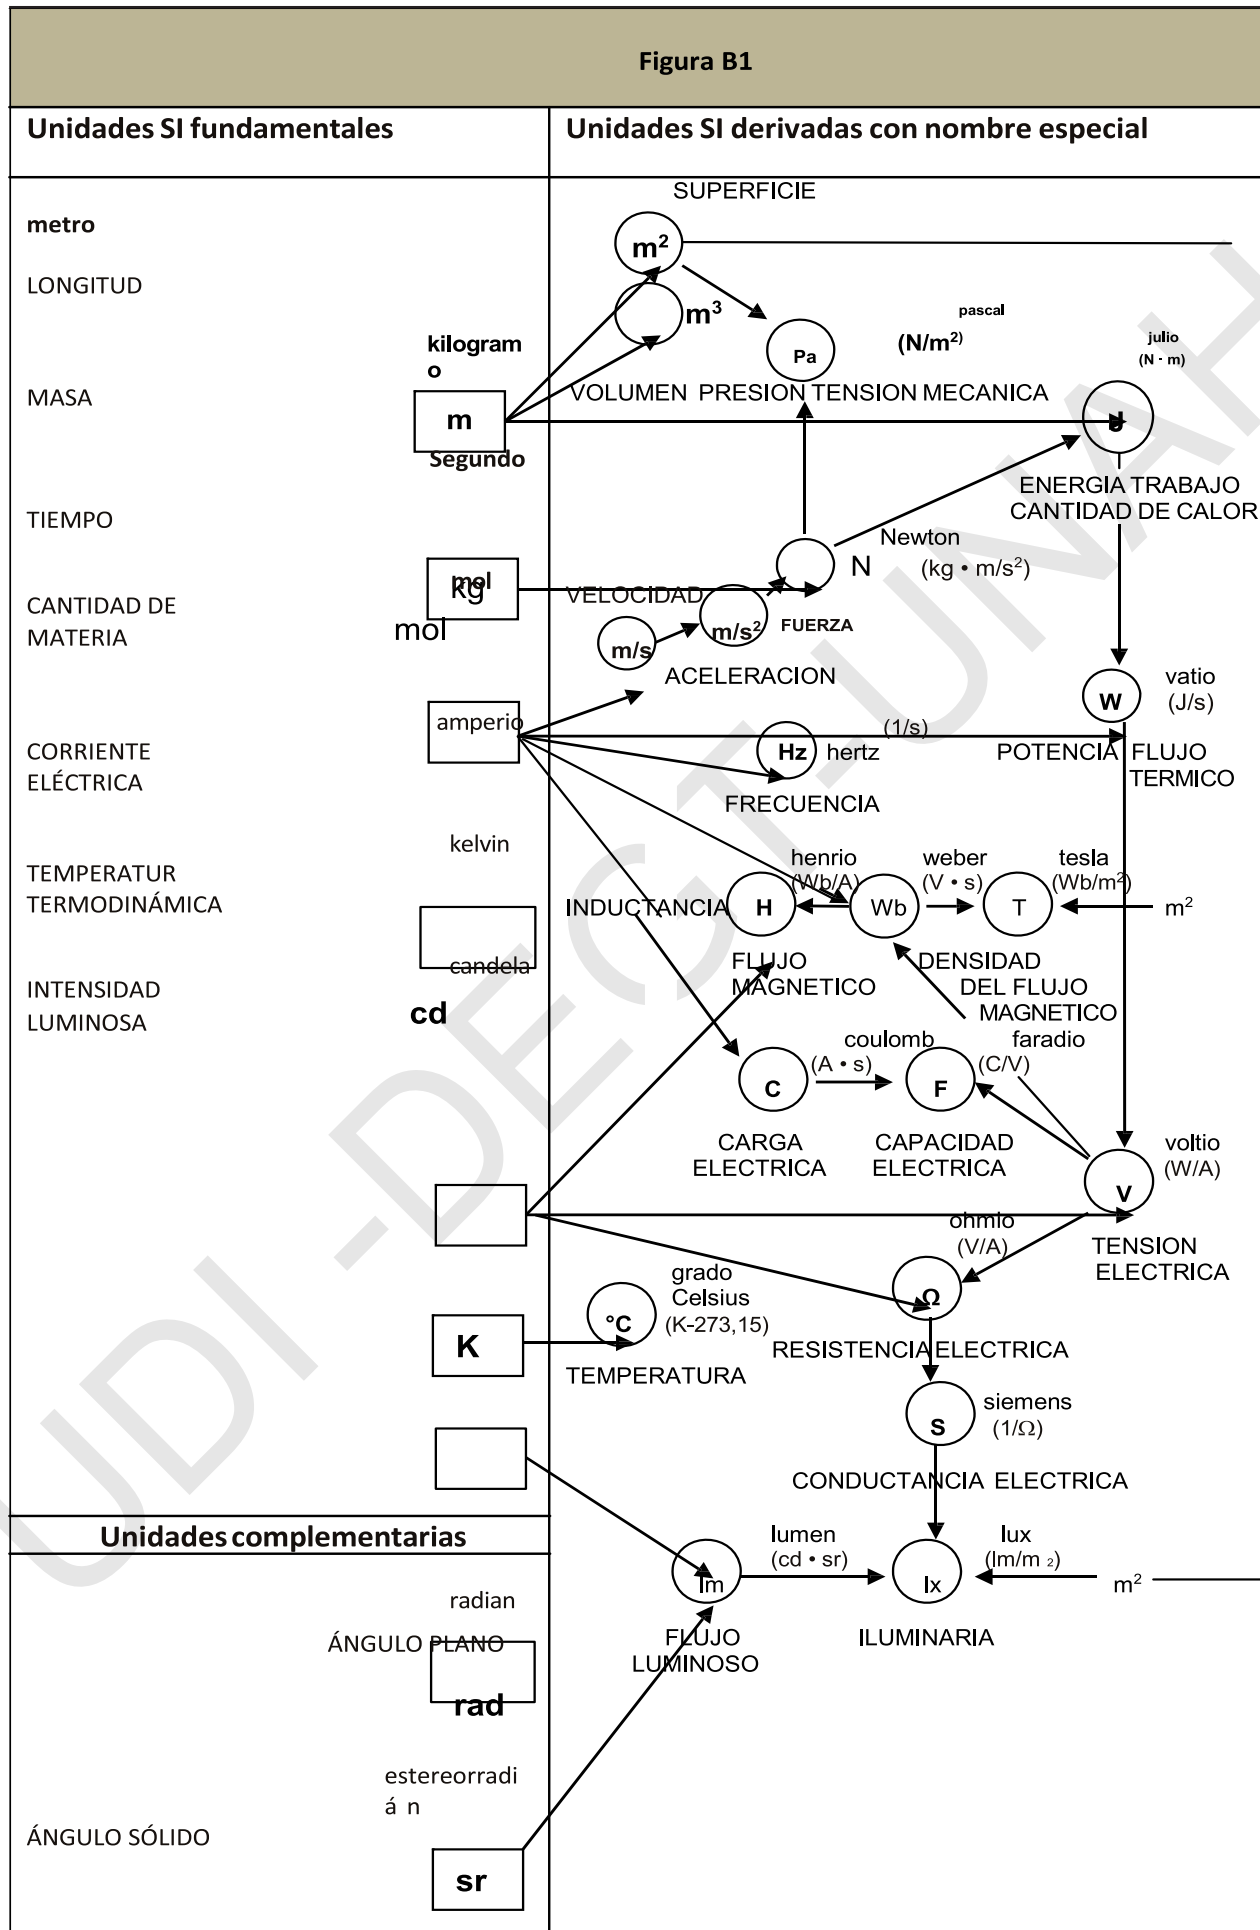 Figura B1
Unidades SI fundamentales
Unidades SI derivadas con nombre especial
SUPERFICIE
metro
m²
LONGITUD
m³
pascal
(N/m²)
kilogram
o
Pa
julio
(N · m)
MASA
VOLUMEN PRESION TENSION MECANICA
m
J
Segundo
ENERGIA TRABAJO
CANTIDAD DE CALOR
TIEMPO
Newton
N
(kg • m/s²)
mol
kg
VELOCIDAD
CANTIDAD DE
MATERIA
mol
m/s²
FUERZA
m/s
ACELERACION
vatio
(J/s)
W
amperio
(1/s)
Hz
hertz
POTENCIA FLUJO
TERMICO
CORRIENTE
ELÉCTRICA
FRECUENCIA
kelvin
henrio
(Wb/A)
weber
(V • s)
tesla
(Wb/m²)
TEMPERATUR
TERMODINÁMICA
INDUCTANCIA
H
Wb
T
m²
candela
FLUJO
MAGNETICO
DENSIDAD
DEL FLUJO
MAGNETICO
INTENSIDAD
LUMINOSA
cd
coulomb
(A • s)
faradio
(C/V)
C
F
CARGA
ELECTRICA
CAPACIDAD
ELECTRICA
voltio
(W/A)
V
ohmio
(V/A)
TENSION
ELECTRICA
grado
Celsius
(K-273,15)
°C
Ω
K
RESISTENCIA ELECTRICA
TEMPERATURA
siemens
(1/Ω)
S
CONDUCTANCIA ELECTRICA
Unidades complementarias
lumen
(cd • sr)
lux
(lm/m ₂)
lm
lx
m²
radian
ÁNGULO PLANO
FLUJO
LUMINOSO
ILUMINARIA
rad
estereorradi
á n
ÁNGULO SÓLIDO
sr
UDI -DEGT-UNAH